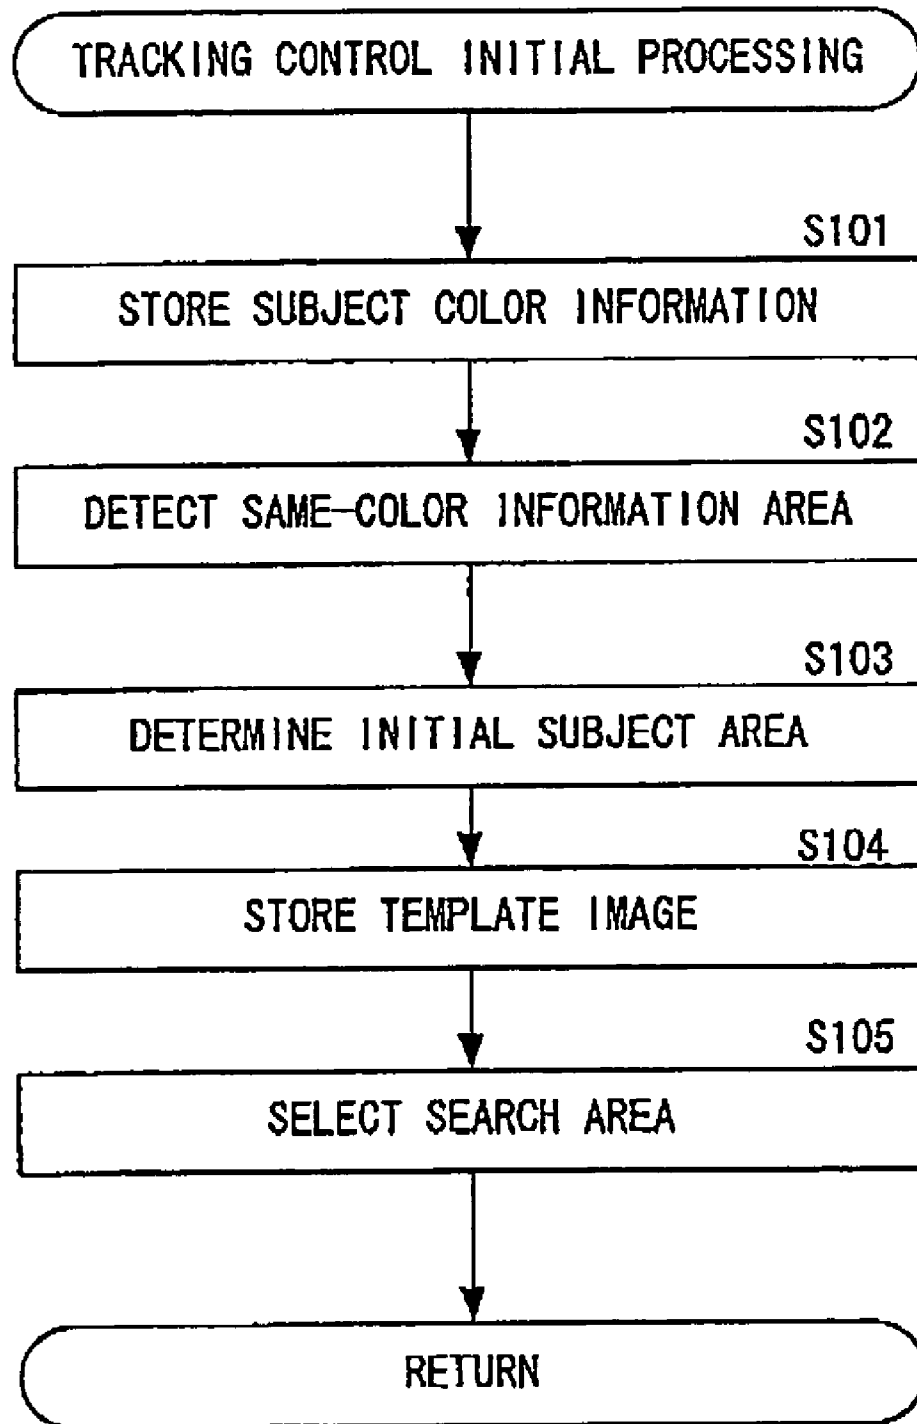 TRACKING CONTROL INITIAL PROCESSING
S101
STORE SUBJECT COLOR INFORMATION
S102
DETECT SAME-COLOR INFORMATION AREA
S103
DETERMINE INITIAL SUBJECT AREA
S104
STORE TEMPLATE IMAGE
S105
SELECT SEARCH AREA
RETURN